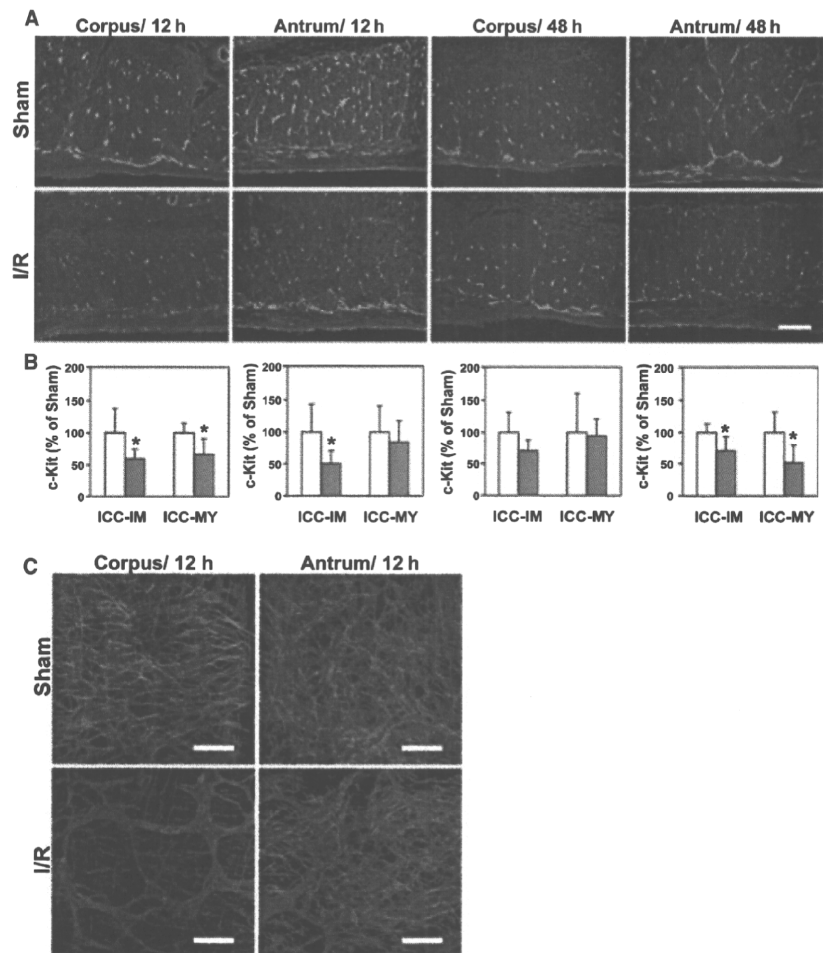 A
Corpus/ 12 h
Antrum/ 12 h
Corpus/ 48 h
Antrum/ 48 h
Sham
I/R
B
c-Kit (% of Sham)
200
150
100
50
0
*
*
ICC-IM
ICC-MY
c-Kit (% of Sham)
200
150
100
50
0
*
ICC-IM
ICC-MY
c-Kit (% of Sham)
200
150
100
50
0
ICC-IM
ICC-MY
c-Kit (% of Sham)
200
150
100
50
0
*
*
ICC-IM
ICC-MY
C
Corpus/ 12 h
Antrum/ 12 h
Sham
I/R